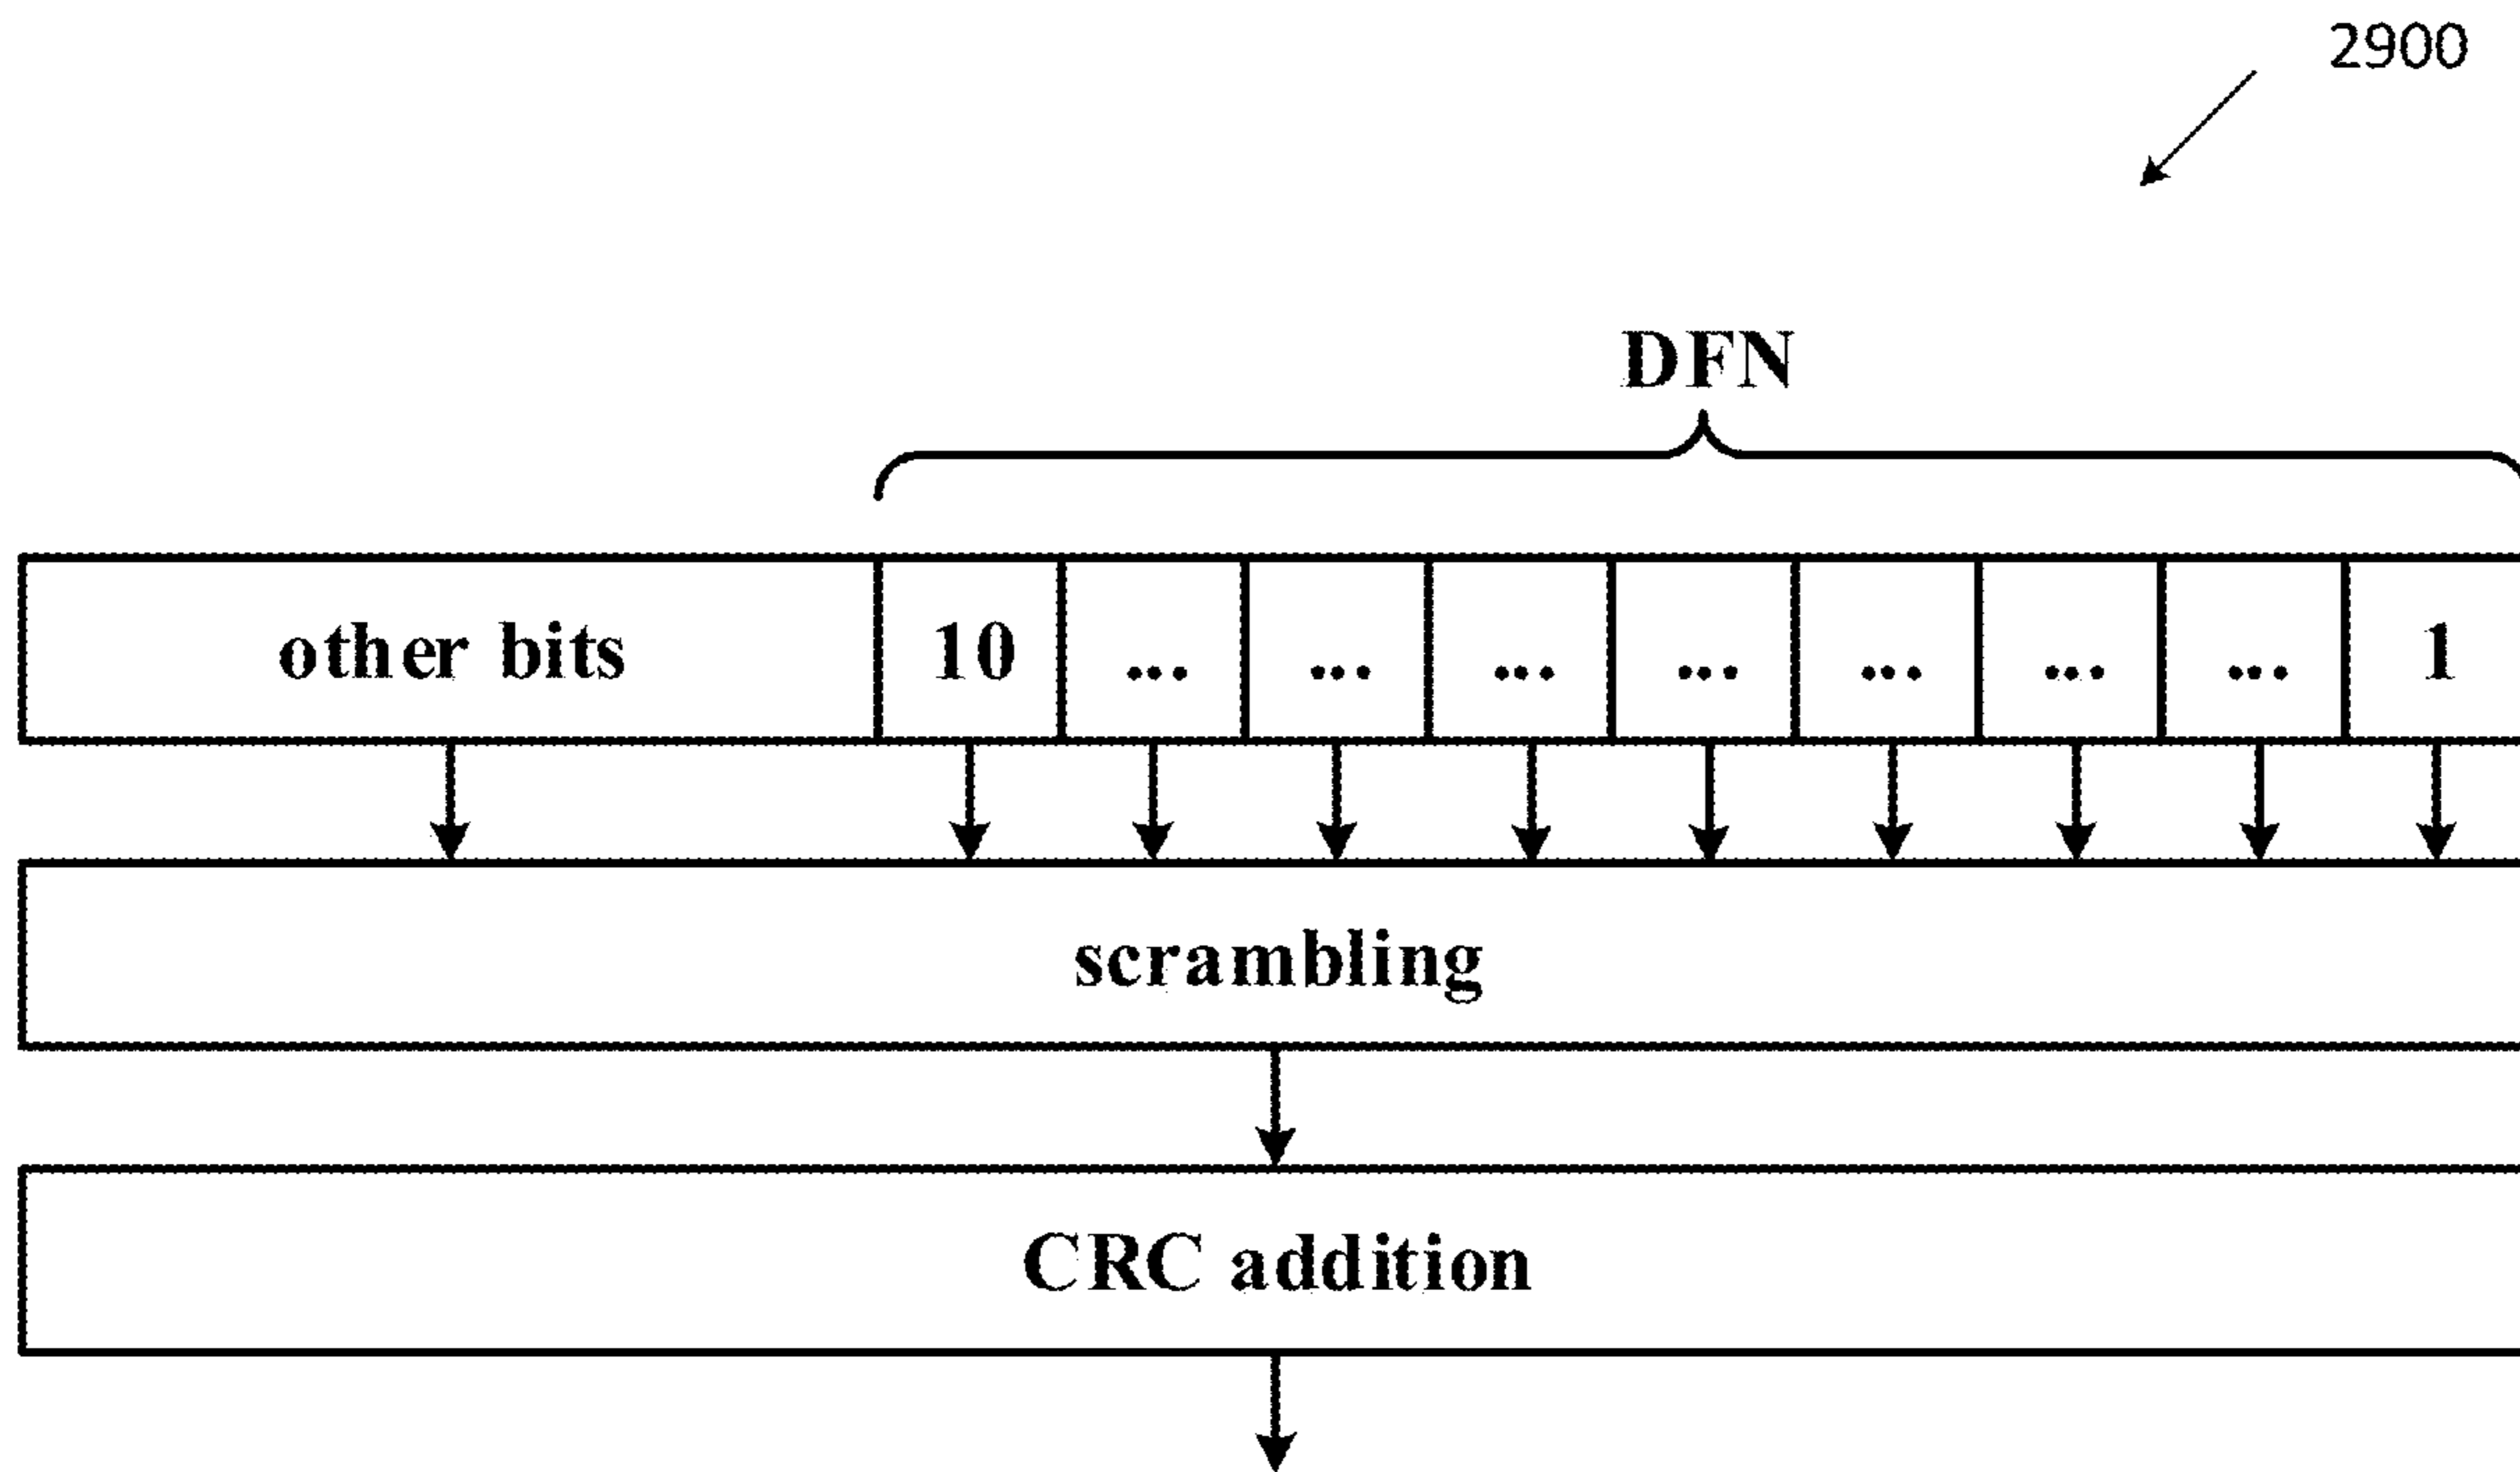 2900
DFN
other bits 10 ... ... ... ... ... ... ... 1
scrambling
CRC addition